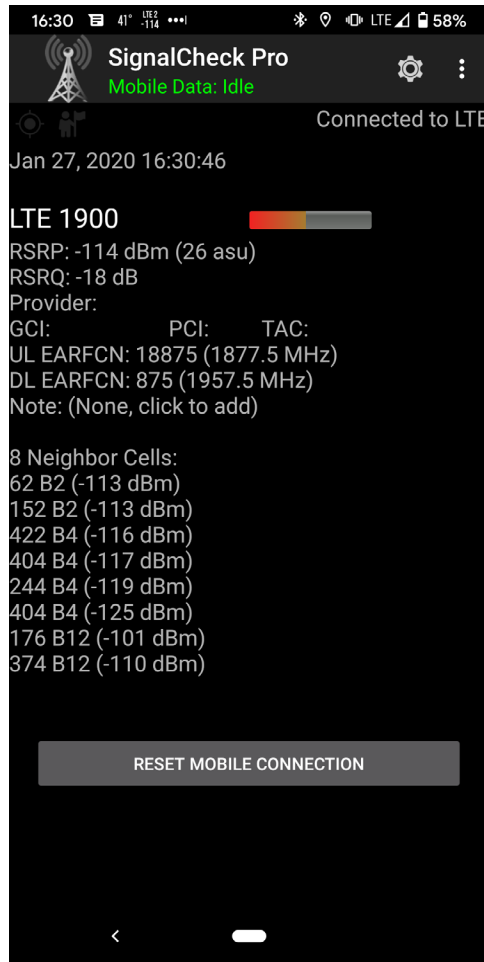 16:30 41° LTE 2 -114 LTE 58%
SignalCheck Pro
Mobile Data: Idle
Connected to LTE
Jan 27, 2020 16:30:46
LTE 1900
RSRP: -114 dBm (26 asu)
RSRQ: -18 dB
Provider:
GCI: PCI: TAC:
UL EARFCN: 18875 (1877.5 MHz)
DL EARFCN: 875 (1957.5 MHz)
Note: (None, click to add)
8 Neighbor Cells:
62 B2 (-113 dBm)
152 B2 (-113 dBm)
422 B4 (-116 dBm)
404 B4 (-117 dBm)
244 B4 (-119 dBm)
404 B4 (-125 dBm)
176 B12 (-101 dBm)
374 B12 (-110 dBm)
RESET MOBILE CONNECTION